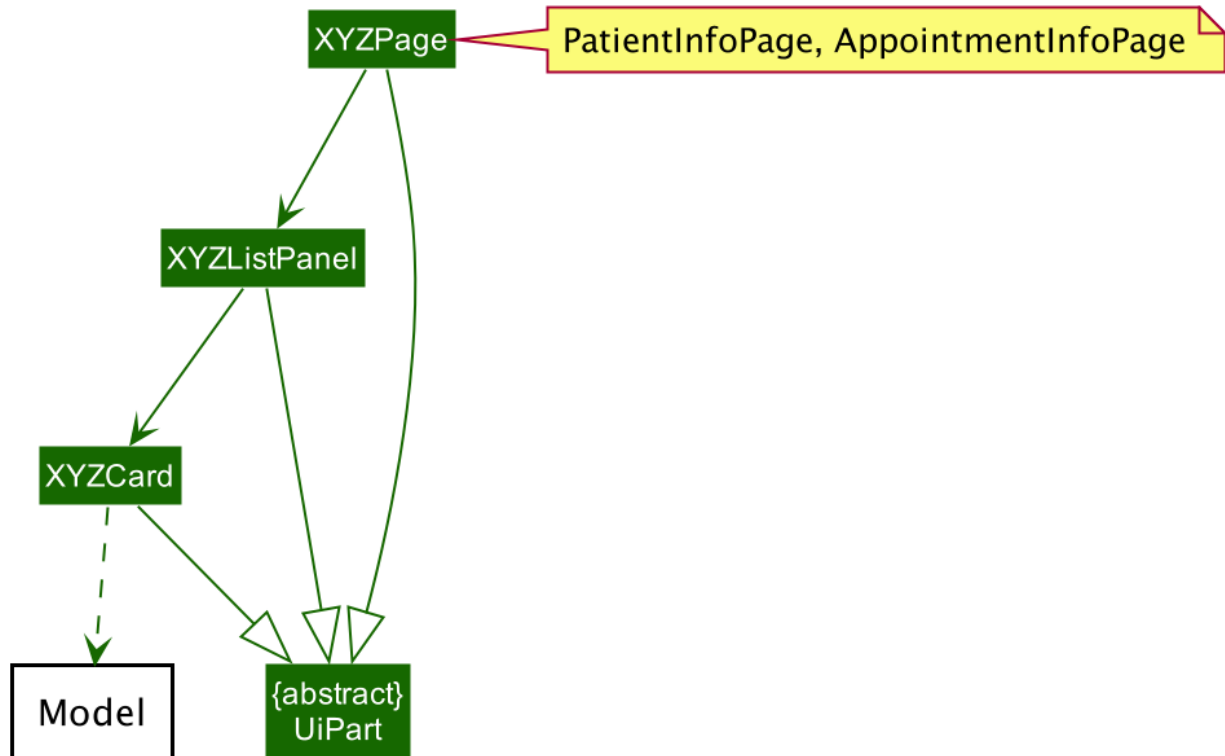 XYZPage
PatientInfoPage, AppointmentInfoPage
XYZListPanel
XYZCard
Model
{abstract}
UiPart